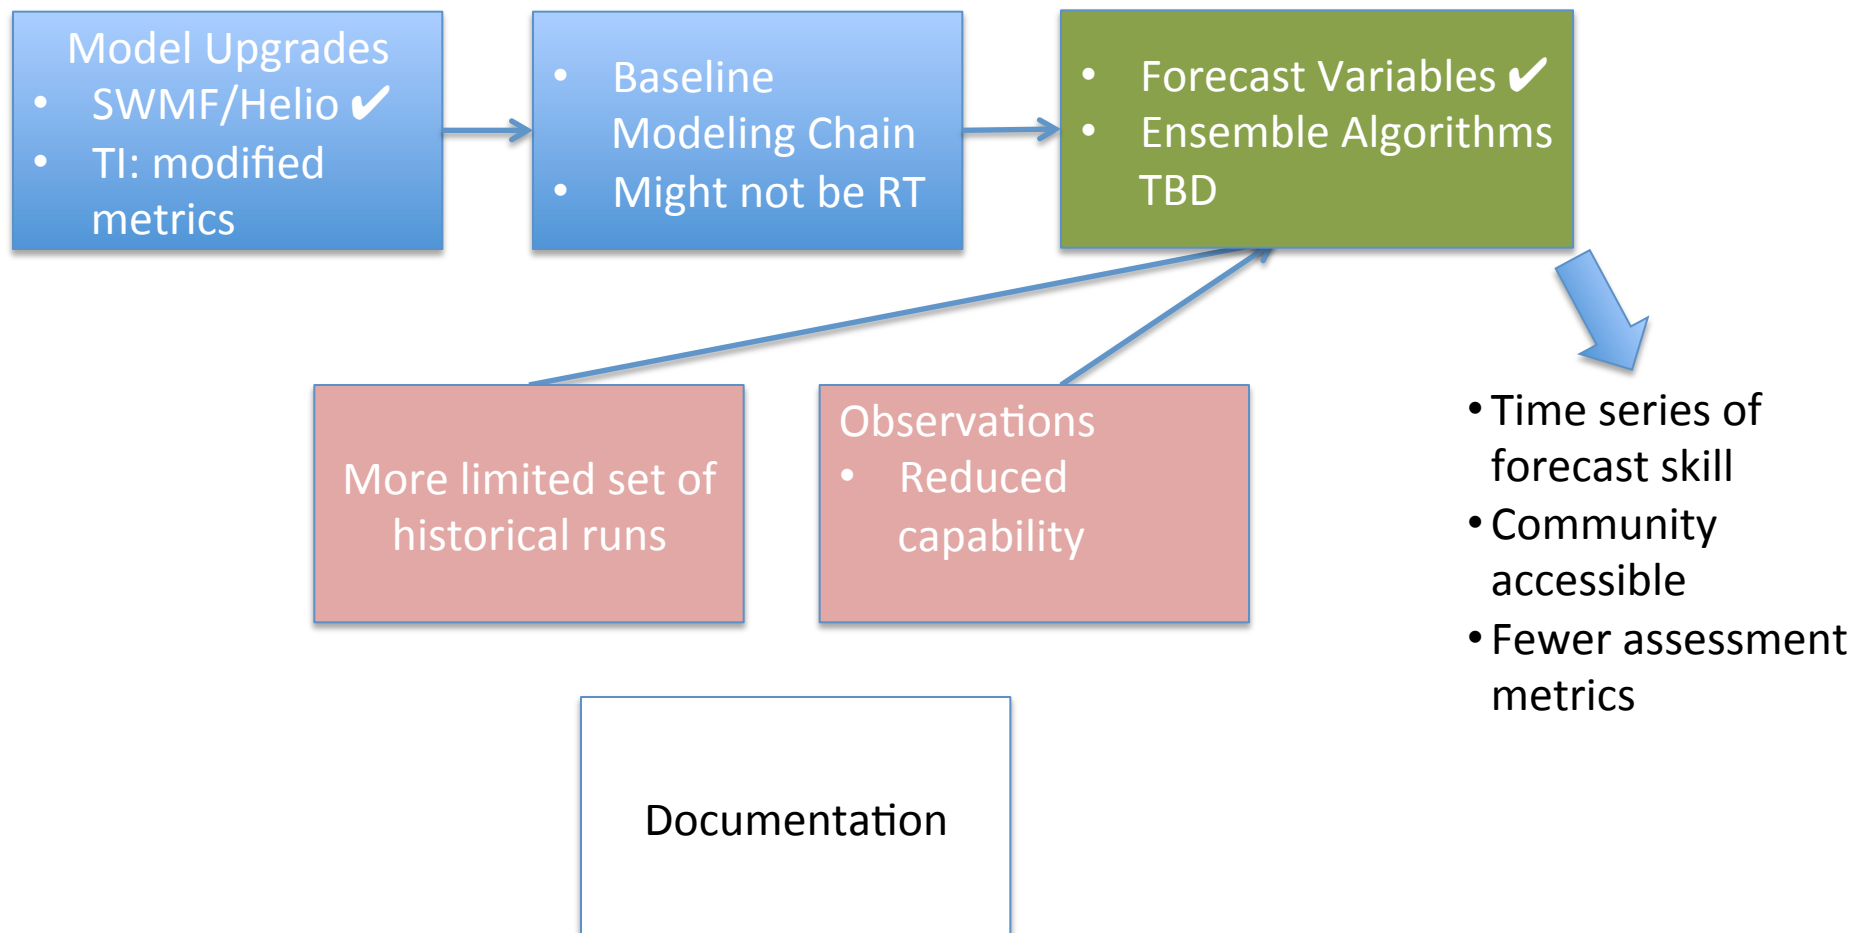 Model Upgrades
• SWMF/Helio ✔
• TI: modified
metrics
• Baseline
Modeling Chain
• Might not be RT
• Forecast Variables ✔
• Ensemble Algorithms
TBD
More limited set of
historical runs
Observations
• Reduced
capability
• Time series of
forecast skill
• Community
accessible
• Fewer assessment
metrics
Documentation